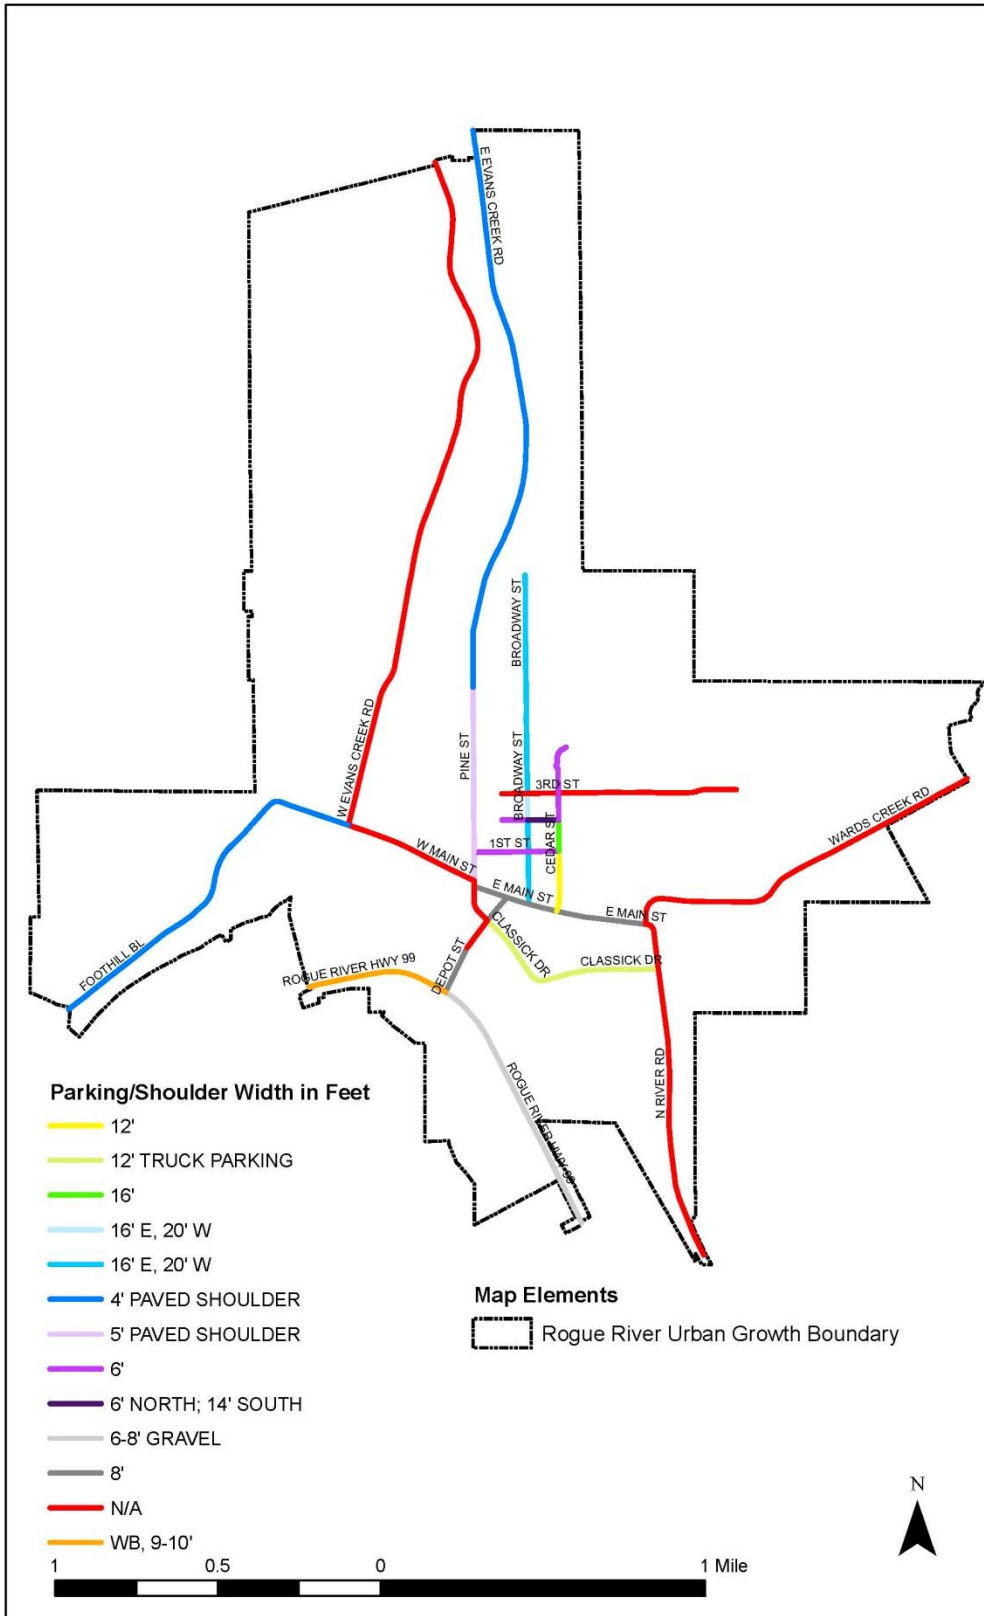 E EVANS CREEK RD
BROADWAY ST
W EVANS CREEK RD
PINE ST
BROADWAY ST
3RD ST
WARDS CREEK RD
CEDAR ST
1ST ST
W MAIN ST
E MAIN ST
E MAIN ST
CLASSICK DR
CLASSICK DR
DEPOT ST
FOOTHILL BL
ROGUE RIVER HWY 99
N RIVER RD
ROGUE RIVER HWY 99
Parking/Shoulder Width in Feet
12'
12' TRUCK PARKING
16'
16' E, 20' W
16' E, 20' W
4' PAVED SHOULDER
5' PAVED SHOULDER
6'
6' NORTH; 14' SOUTH
6-8' GRAVEL
8'
N/A
WB, 9-10'
Map Elements
Rogue River Urban Growth Boundary
N
1 0.5 0 1 Mile